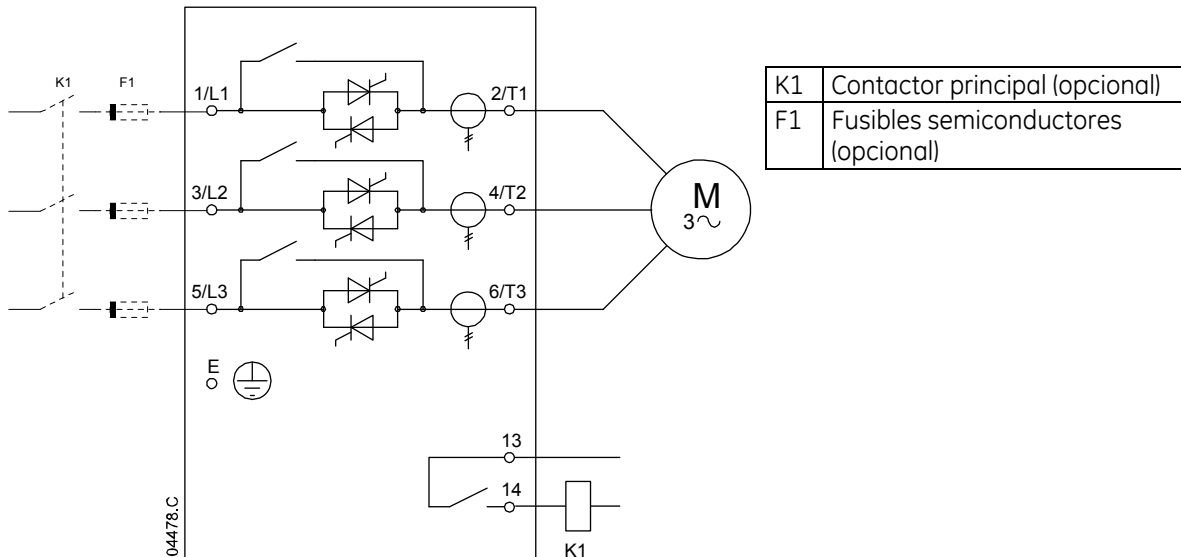 K1
F1
1/L1
2/T1
3/L2
4/T2
5/L3
6/T3
M
3~
E
13
14
K1
04478.C
K1 Contactor principal (opcional)
F1 Fusibles semiconductores
(opcional)